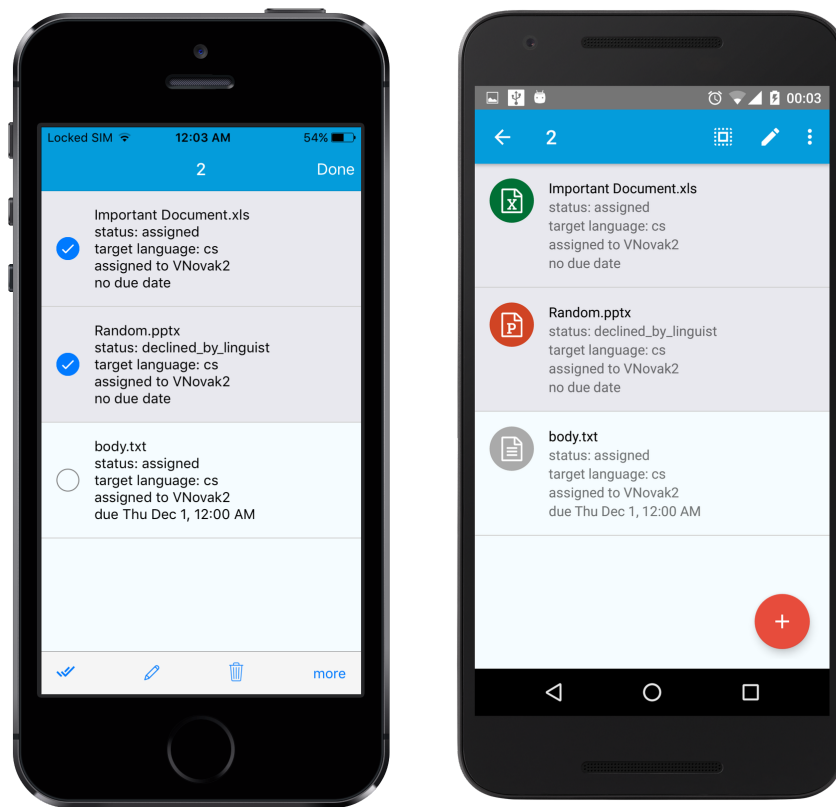 Locked SIM 12:03 AM 54%
2 Done
Important Document.xls
status: assigned
target language: cs
assigned to VNovak2
no due date
Random.pptx
status: declined_by_linguist
target language: cs
assigned to VNovak2
no due date
body.txt
status: assigned
target language: cs
assigned to VNovak2
due Thu Dec 1, 12:00 AM
more
00:03
2
X
Important Document.xls
status: assigned
target language: cs
assigned to VNovak2
no due date
P
Random.pptx
status: declined_by_linguist
target language: cs
assigned to VNovak2
no due date
body.txt
status: assigned
target language: cs
assigned to VNovak2
due Thu Dec 1, 12:00 AM
+